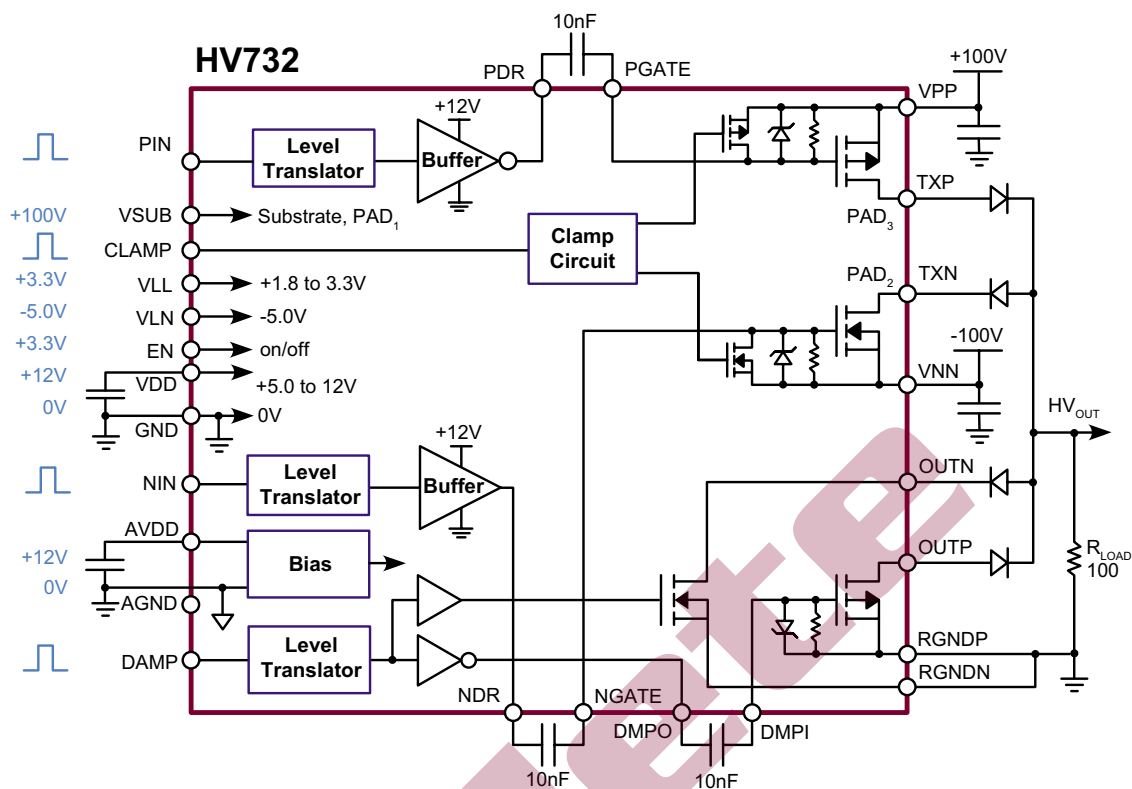 10nF
HV732
PDR
PGATE
+100V
+12V
VPP
PIN
Level
Translator
Buffer
TXP
+100V
VSUB
Substrate, PAD1
PAD3
CLAMP
Clamp
Circuit
+3.3V
VLL
+1.8 to 3.3V
PAD2
TXN
-5.0V
VLN
-5.0V
+3.3V
EN
on/off
-100V
+12V
VDD
+5.0 to 12V
VNN
0V
GND
0V
HVOUT
+12V
NIN
Level
Translator
Buffer
OUTN
AVDD
+12V
Bias
OUTP
RLOAD
100
0V
AGND
DAMP
Level
Translator
RGNDP
RGNDN
NDR
NGATE
DMPO
DMPI
10nF
10nF